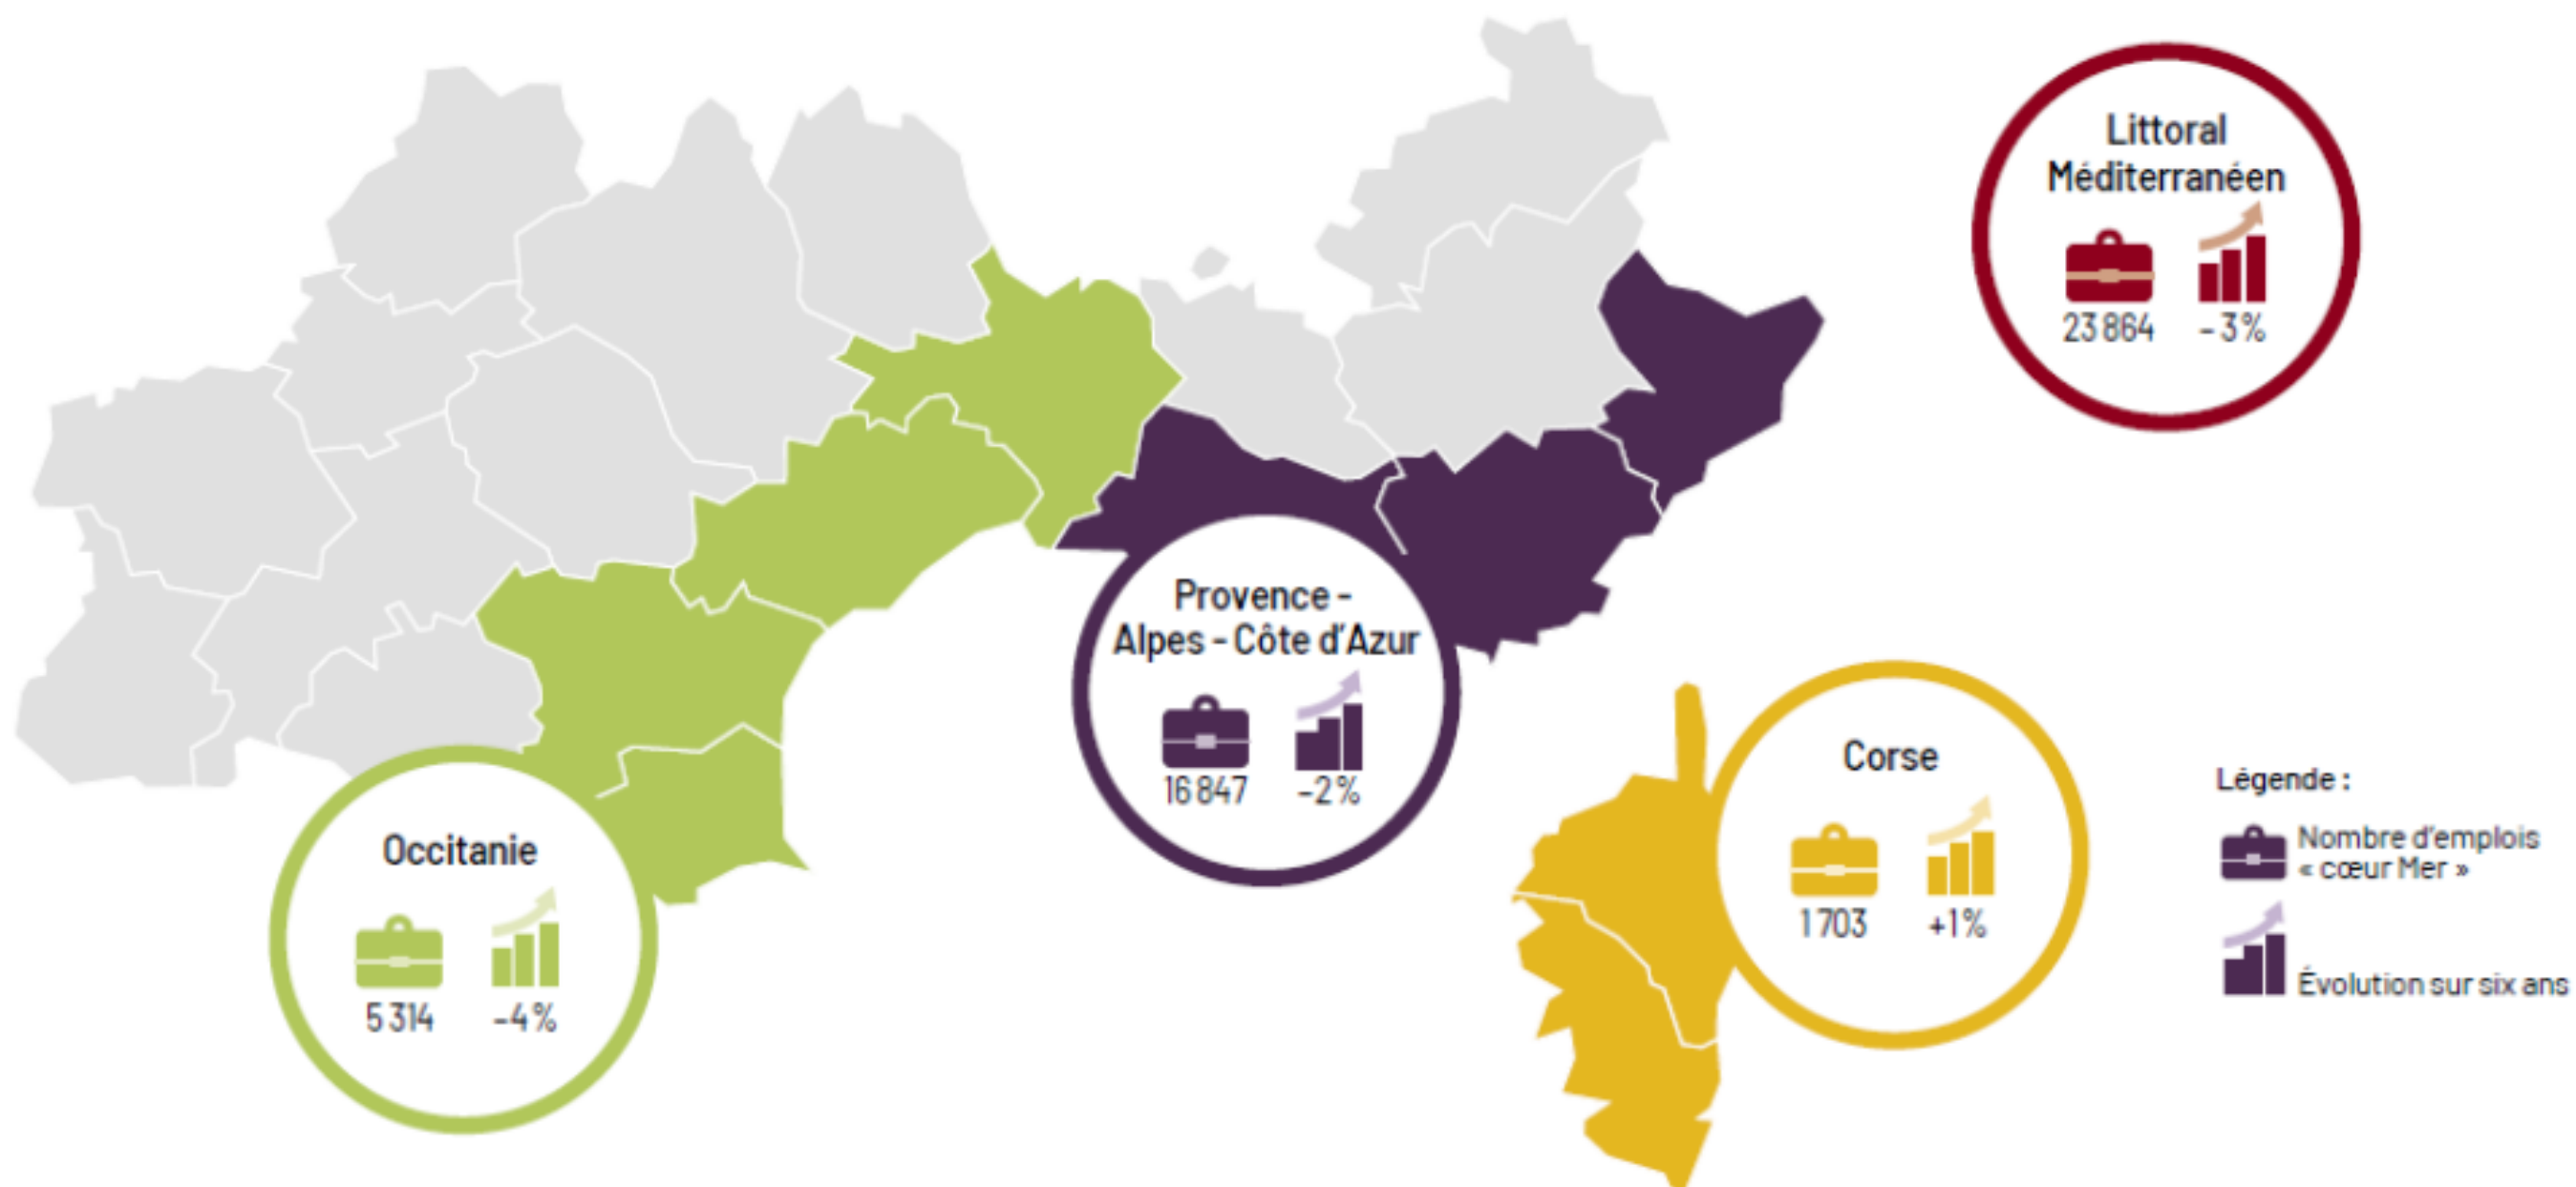 Littoral
Méditerranéen
23 864
– 3 %
Provence -
Alpes - Côte d'Azur
16 847
–2 %
Corse
1 703
+1 %
Occitanie
5 314
–4 %
Légende :
Nombre d'emplois
« cœur Mer »
Évolution sur six ans